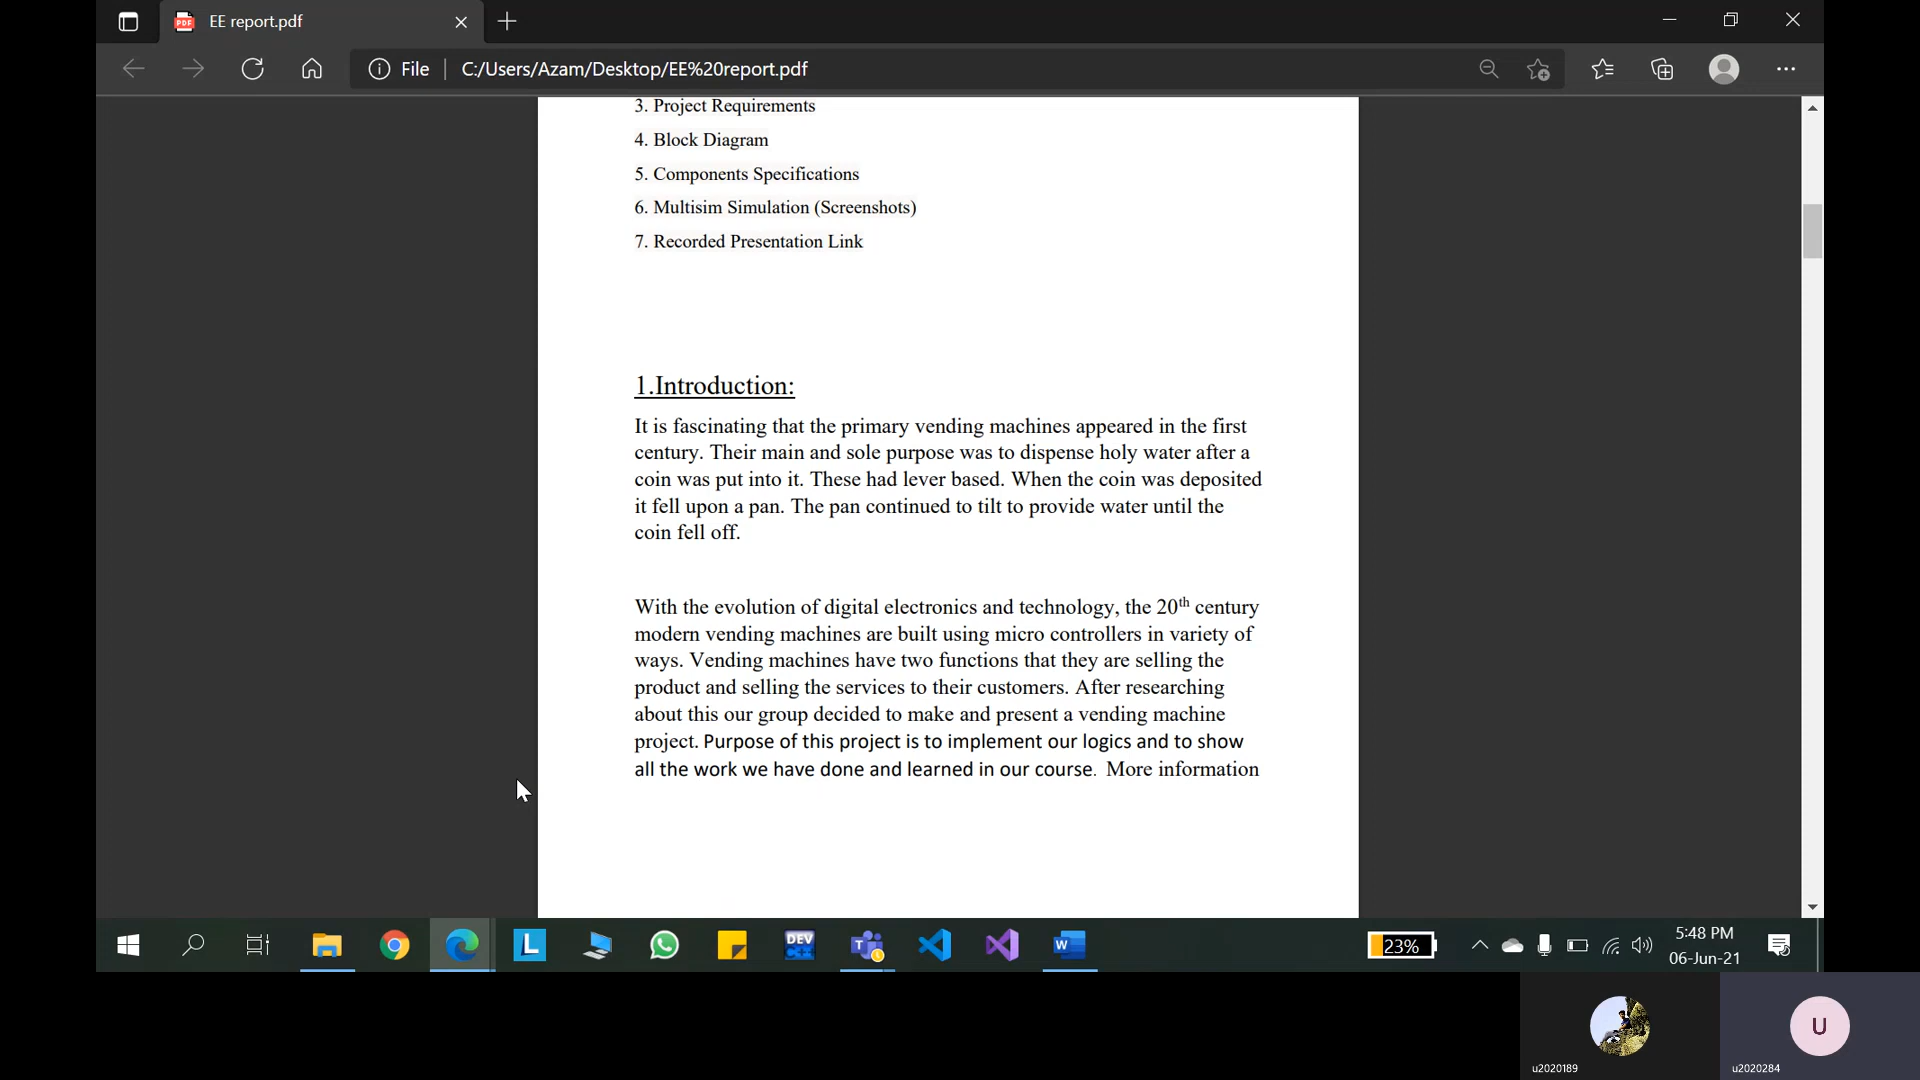 EE report.pdf
File
C:/Users/Azam/Desktop/EE%20report.pdf
3. Project Requirements
4. Block Diagram
5. Components Specifications
6. Multisim Simulation (Screenshots)
7. Recorded Presentation Link
1.Introduction:
It is fascinating that the primary vending machines appeared in the first
century. Their main and sole purpose was to dispense holy water after a
coin was put into it. These had lever based. When the coin was deposited
it fell upon a pan. The pan continued to tilt to provide water until the
coin fell off.
With the evolution of digital electronics and technology, the 20th century
modern vending machines are built using micro controllers in variety of
ways. Vending machines have two functions that they are selling the
product and selling the services to their customers. After researching
about this our group decided to make and present a vending machine
project. Purpose of this project is to implement our logics and to show
all the work we have done and learned in our course. More information
L
DEV
C++
T
W
23%
5:48 PM
06-Jun-21
U
u2020189
u2020284